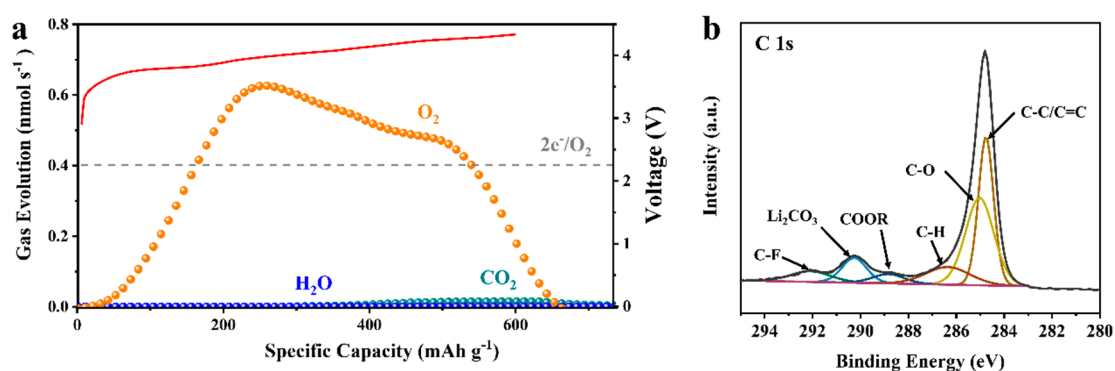 a
0.8
0.6
0.4
0.2
0.0
Gas Evolution (nmol s⁻¹)
O₂
2e⁻/O₂
H₂O
CO₂
4
3
2
1
0
Voltage (V)
0
200
400
600
Specific Capacity (mAh g⁻¹)
b
C 1s
C-C/C=C
C-O
Li₂CO₃
COOR
C-H
C-F
Intensity (a.u.)
294
292
290
288
286
284
282
280
Binding Energy (eV)